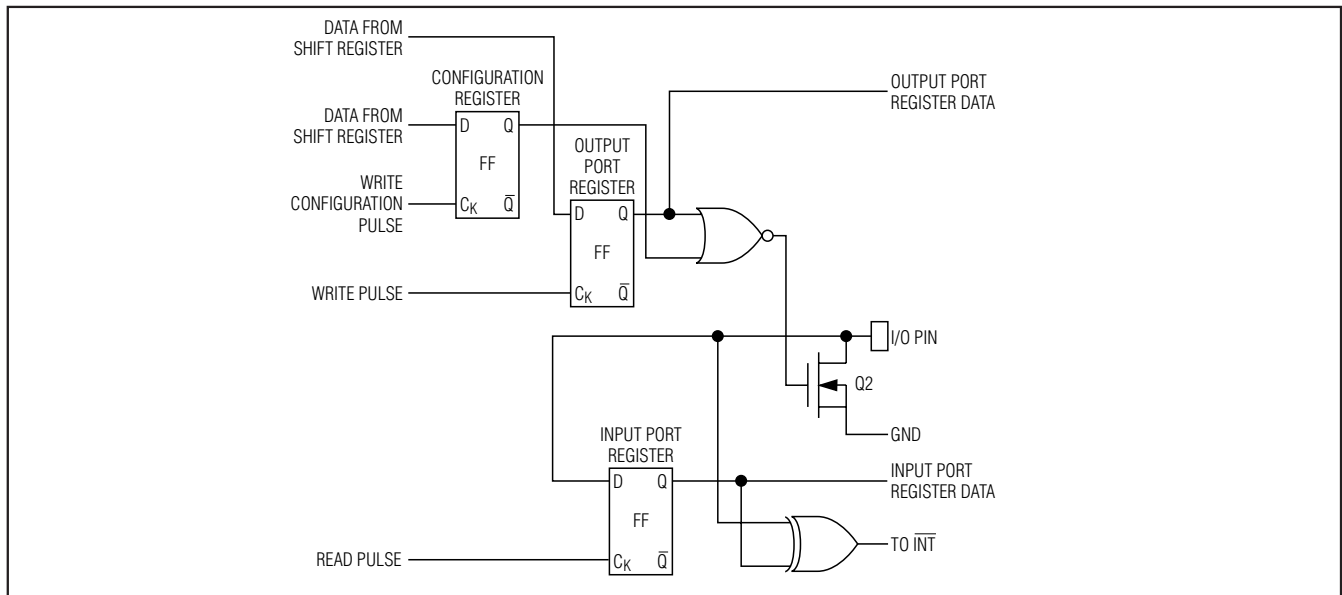 DATA FROM
SHIFT REGISTER
CONFIGURATION
REGISTER
OUTPUT PORT
REGISTER DATA
DATA FROM
SHIFT REGISTER
D Q
FF
CK Q̅
WRITE
CONFIGURATION
PULSE
OUTPUT
PORT
REGISTER
D Q
FF
CK Q̅
WRITE PULSE
I/O PIN
Q2
GND
INPUT PORT
REGISTER
D Q
FF
CK Q̅
INPUT PORT
REGISTER DATA
TO I̅N̅T̅
READ PULSE